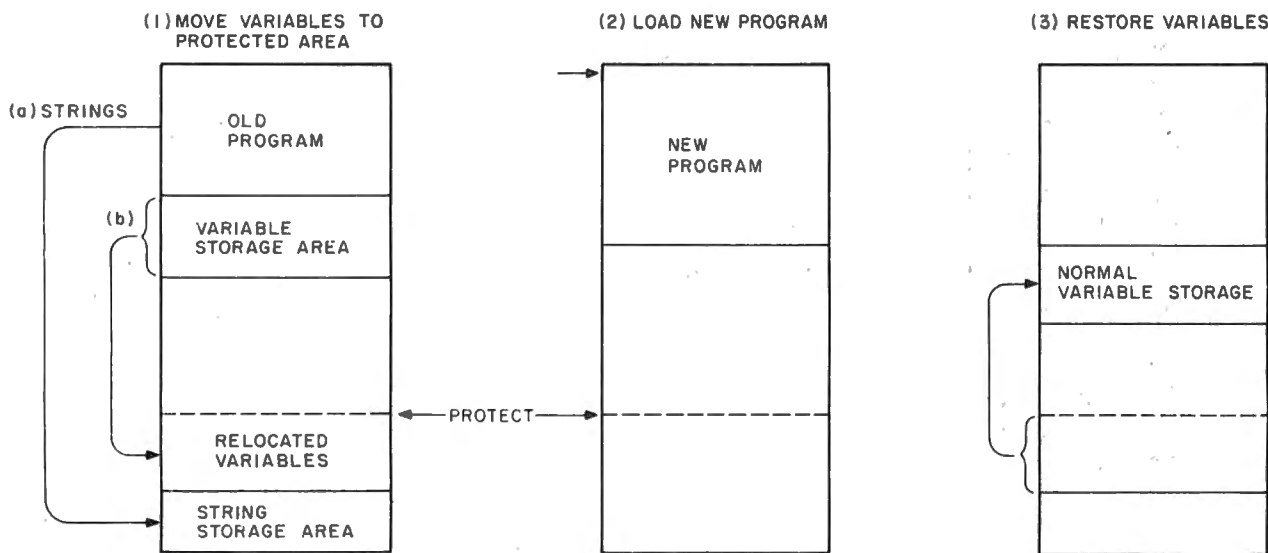 (1) MOVE VARIABLES TO
PROTECTED AREA
(a) STRINGS
OLD
PROGRAM
(b)
VARIABLE
STORAGE AREA
RELOCATED
VARIABLES
STRING
STORAGE AREA
PROTECT
(2) LOAD NEW PROGRAM
NEW
PROGRAM
(3) RESTORE VARIABLES
NORMAL
VARIABLE STORAGE